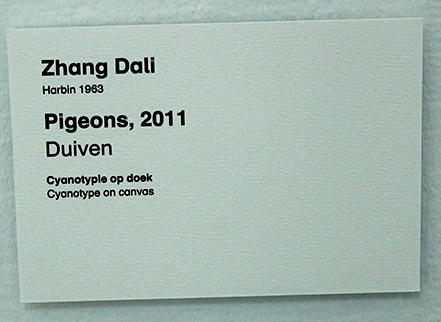 Zhang Dali
Harbin 1963
Pigeons, 2011
Duiven
Cyanotypie op doek
Cyanotype on canvas